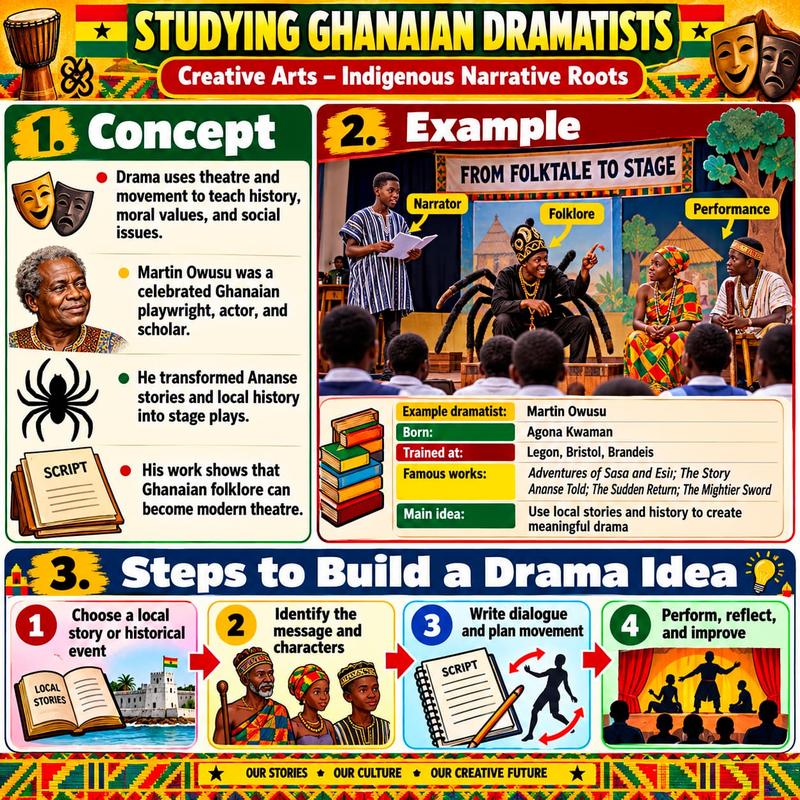 STUDYING GHANAIAN DRAMATISTS
Creative Arts – Indigenous Narrative Roots
1. Concept
Drama uses theatre and
movement to teach history,
moral values, and social
issues.
Martin Owusu was a
celebrated Ghanaian
playwright, actor, and
scholar.
He transformed Ananse
stories and local history
into stage plays.
SCRIPT
His work shows that
Ghanaian folklore can
become modern theatre.
2. Example
FROM FOLKTALE TO STAGE
Narrator
Folklore
Performance
Example dramatist: Martin Owusu
Born: Agona Kwaman
Trained at: Legon, Bristol, Brandeis
Famous works: Adventures of Sasa and Esi; The Story
Ananse Told; The Sudden Return; The Mightier Sword
Main idea: Use local stories and history to create
meaningful drama
3. Steps to Build a Drama Idea
1 Choose a local
story or historical
event
LOCAL
STORIES
2 Identify the
message and
characters
3 Write dialogue
and plan movement
SCRIPT
4 Perform, reflect,
and improve
★ OUR STORIES ★ OUR CULTURE ★ OUR CREATIVE FUTURE ★